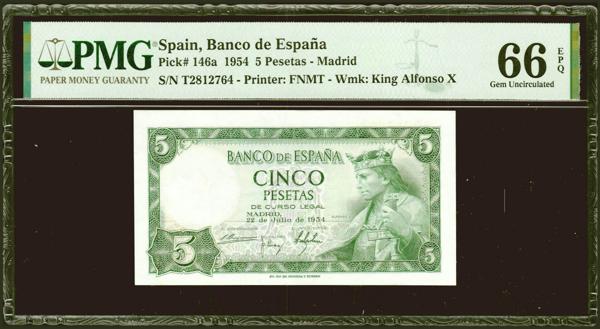 PMG
PAPER MONEY GUARANTY
Spain, Banco de España
Pick# 146a 1954 5 Pesetas - Madrid
S/N T2812764 - Printer: FNMT - Wmk: King Alfonso X
66 EPQ
Gem Uncirculated
5 5
BANCO DE ESPAÑA
CINCO
PESETAS
DE CURSO LEGAL
MADRID,
22 de Julio de 1954
5